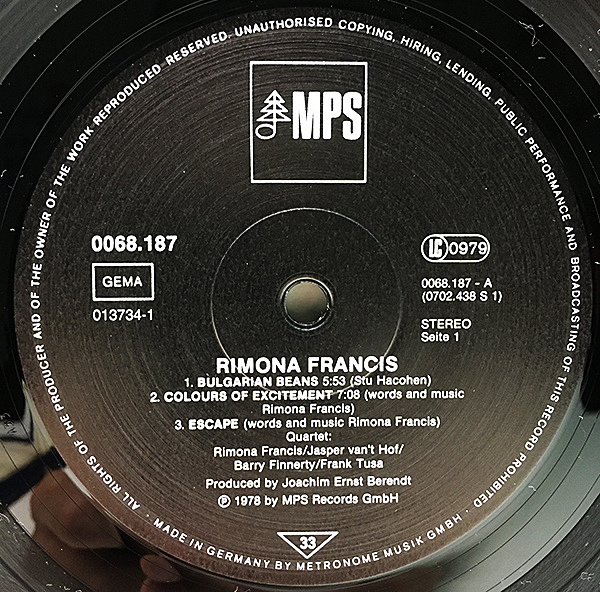 ALL RIGHTS OF THE PRODUCER AND OF THE OWNER OF THE WORK REPRODUCED RESERVED. UNAUTHORISED COPYING, HIRING, LENDING, PUBLIC PERFORMANCE AND BROADCASTING OF THIS RECORD PROHIBITED
MPS
0068.187
GEMA
013734-1
LC 0979
0068.187 - A
(0702.438 S 1)
STEREO
Seite 1
RIMONA FRANCIS
1. BULGARIAN BEANS 5:53 (Stu Hacohen)
2. COLOURS OF EXCITEMENT 7:08 (words and music
Rimona Francis)
3. ESCAPE (words and music Rimona Francis)
Quartet:
Rimona Francis/Jasper van't Hof/
Barry Finnerty/Frank Tusa
Produced by Joachim Ernst Berendt
℗ 1978 by MPS Records GmbH
33
· MADE IN GERMANY BY METRONOME MUSIK GMBH ·
CF